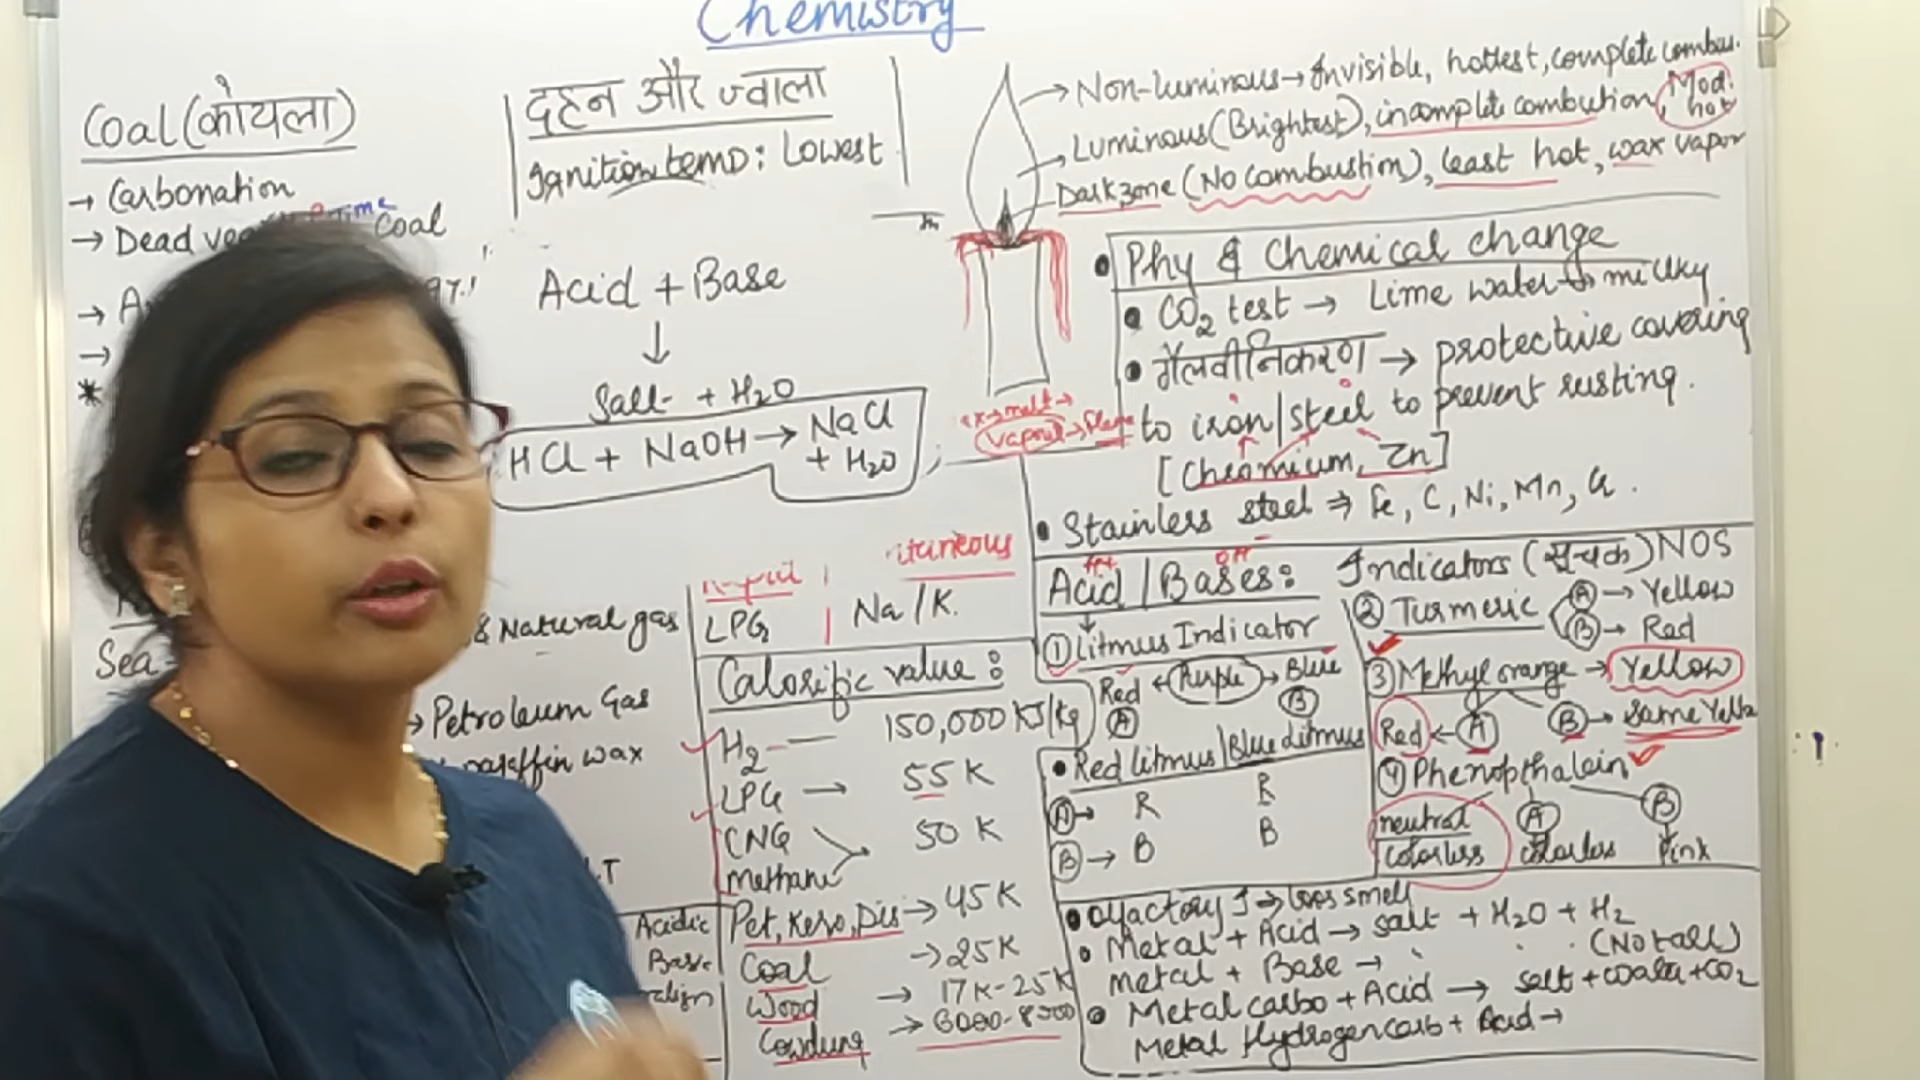 Chemistry
Coal (कोयला)
→ Carbonation
→ Dead
Coal
दहन और ज्वाला
Ignition temp: Lowest
Acid + Base
↓
Salt + H2O
HCl + NaOH → NaCl + H2O
→ Non-luminous → Invisible, hottest, complete combus.
→ Luminous (Brightest), incomplete combution, Mod. hot
Dark zone (No combustion), least hot, wax vapor
melt →
vapour →
• Phy & Chemical change
• CO2 test → Lime water → milky
• गैलवीनिकरण → protective covering
to iron/steel to prevent rusting.
[Chromium, Zn]
• Stainless steel ⇒ Fe, C, Ni, Mn, Cr.
& Natural gas
→ Petroleum Gas
paraffin wax
Sea
Acidic
Base
LPG
Na/K.
Calorific value:
H2 — 150,000 KJ/kg
LPG → 55 K
CNG
Methane
50 K
Pet, Kero, Dis → 45 K
Coal → 25 K
Wood → 17 K - 25 K
Cowdung → 6000-8000
Acid/Bases:
OH-
① Litmus Indicator
Red ← Purple → Blue
Ⓐ Ⓑ
• Red litmus/Blue litmus
Ⓐ → R R
Ⓑ → B B
Indicators (सूचक) NOS
② Turmeric
Ⓐ → Yellow
Ⓑ → Red
③ Methyl orange → Yellow
Red ← Ⓐ Ⓑ → Same Yello
④ Phenopthalein
neutral Ⓐ Ⓑ
colorless colorless Pink
• Olfactory I → loss smell
• Metal + Acid → salt + H2O + H2
metal + Base → (Not all)
• Metal carbo + Acid → salt + water + CO2
Metal Hydrogen carb + Acid →